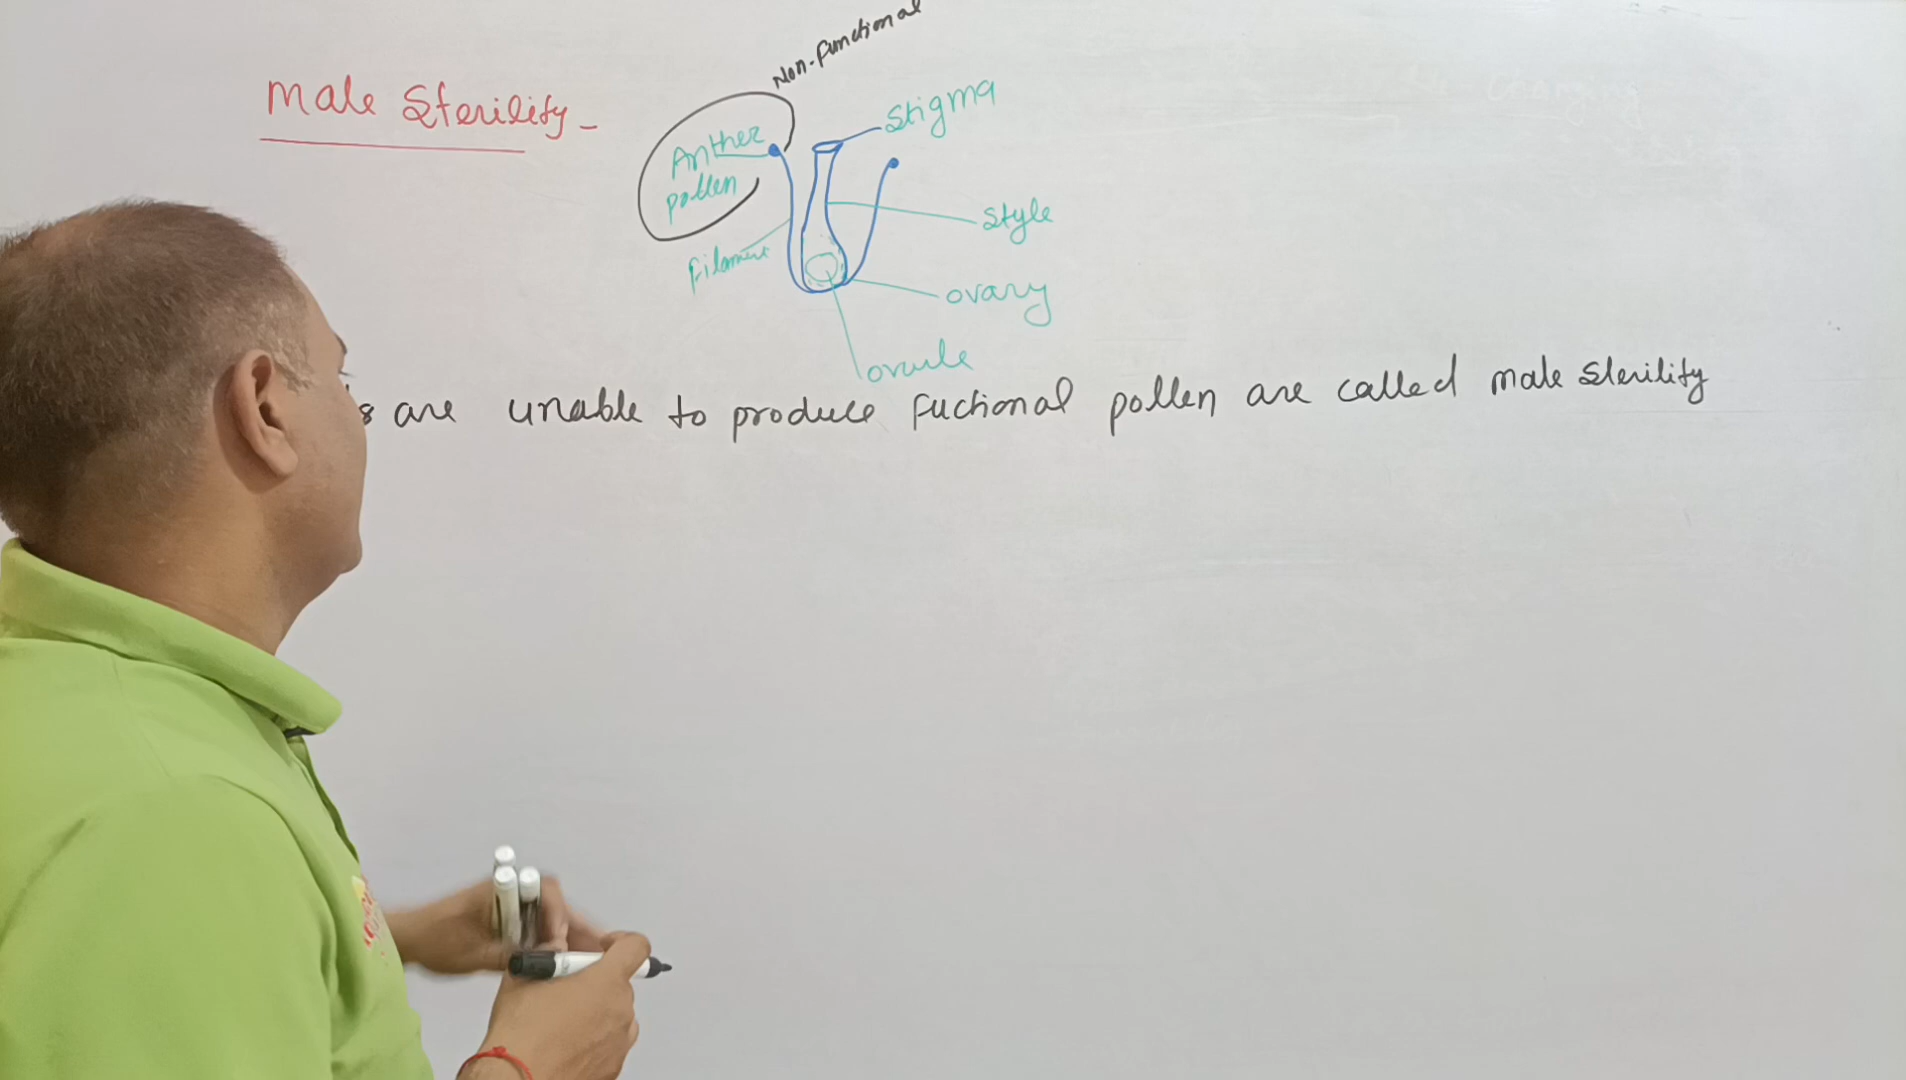 Non-functional
Male Sterility-
Stigma
Anther
pollen
Style
filament
ovary
ovule
are unable to produce fuctional pollen are called male sterility